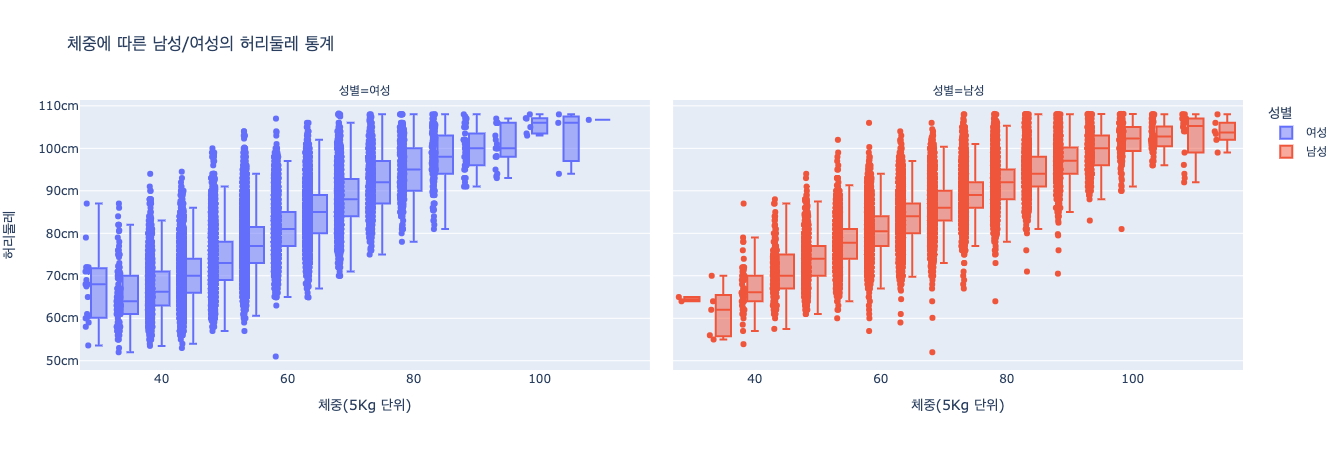 체중에 따른 남성/여성의 허리둘레 통계
성별=여성
성별=남성
성별
여성
남성
허리둘레
110cm
100cm
90cm
80cm
70cm
60cm
50cm
40
60
80
100
40
60
80
100
체중(5Kg 단위)
체중(5Kg 단위)